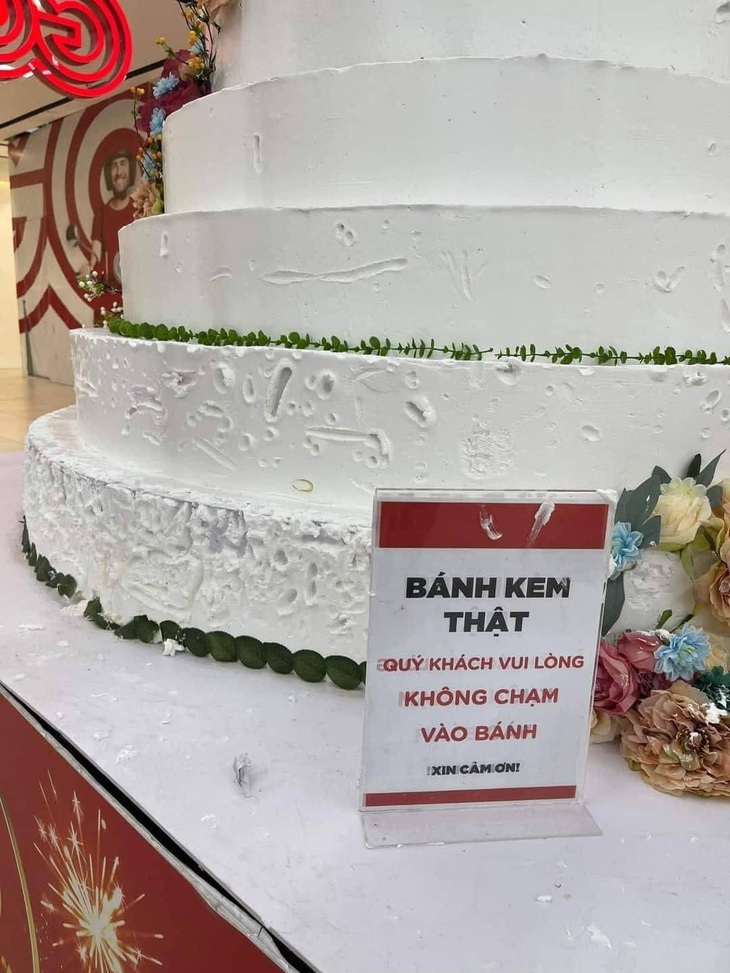 BÁNH KEM
THẬT
QUÝ KHÁCH VUI LÒNG
KHÔNG CHẠM
VÀO BÁNH
XIN CẢM ƠN!